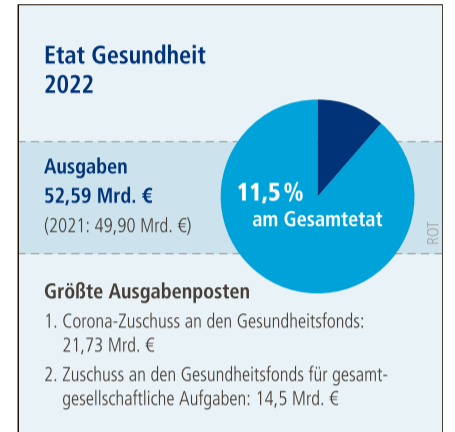 Etat Gesundheit
2022
Ausgaben
52,59 Mrd. €
(2021: 49,90 Mrd. €)
11,5 %
am Gesamtetat
ROT
Größte Ausgabenposten
1. Corona-Zuschuss an den Gesundheitsfonds:
21,73 Mrd. €
2. Zuschuss an den Gesundheitsfonds für gesamt-
gesellschaftliche Aufgaben: 14,5 Mrd. €